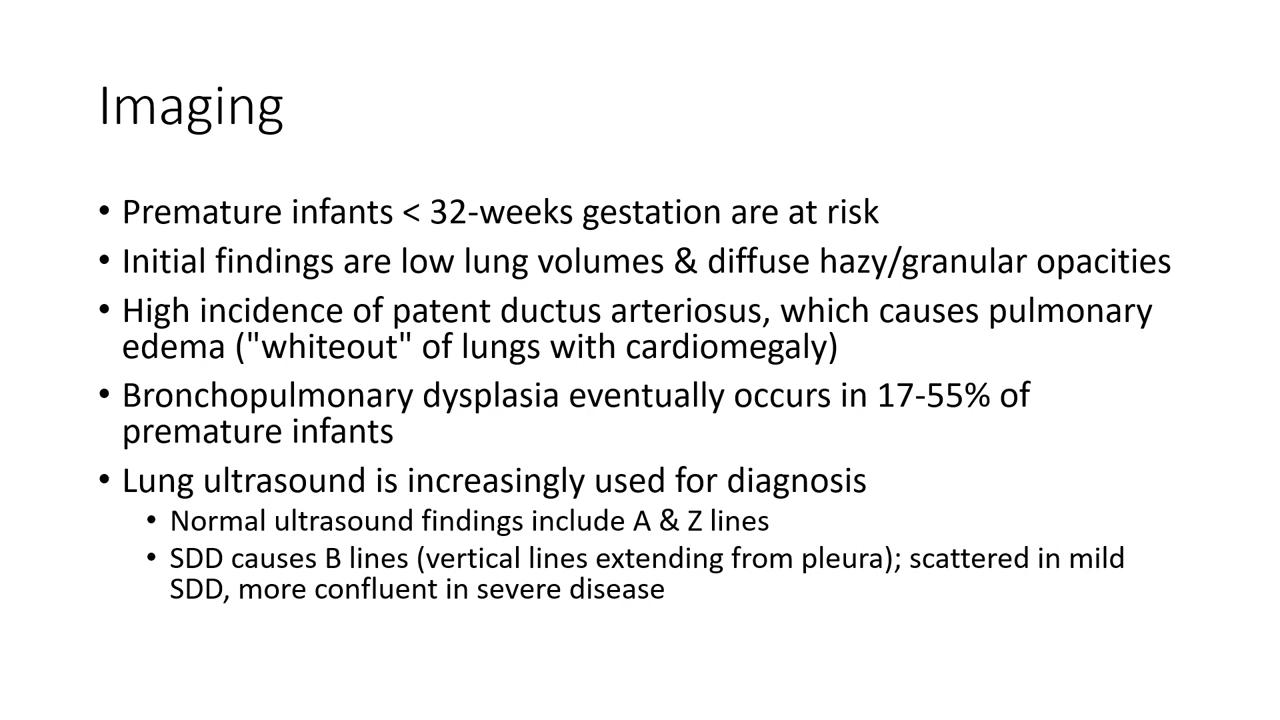 Imaging
• Premature infants < 32-weeks gestation are at risk
• Initial findings are low lung volumes & diffuse hazy/granular opacities
• High incidence of patent ductus arteriosus, which causes pulmonary
edema ("whiteout" of lungs with cardiomegaly)
• Bronchopulmonary dysplasia eventually occurs in 17-55% of
premature infants
• Lung ultrasound is increasingly used for diagnosis
• Normal ultrasound findings include A & Z lines
• SDD causes B lines (vertical lines extending from pleura); scattered in mild
SDD, more confluent in severe disease